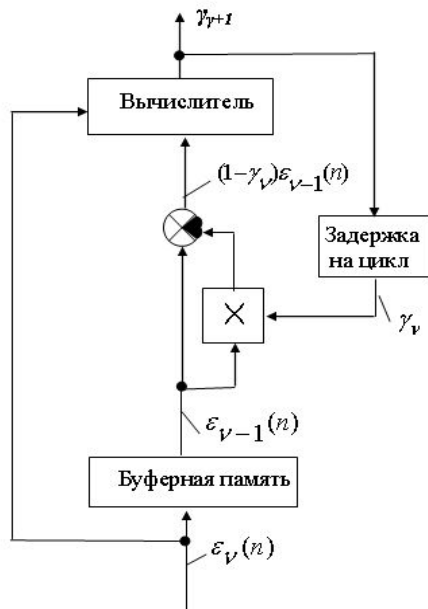 γγ+1
Вычислитель
(1−γν)εν−1(n)
Задержка
на цикл
×
γν
εν−1(n)
Буферная память
εν(n)